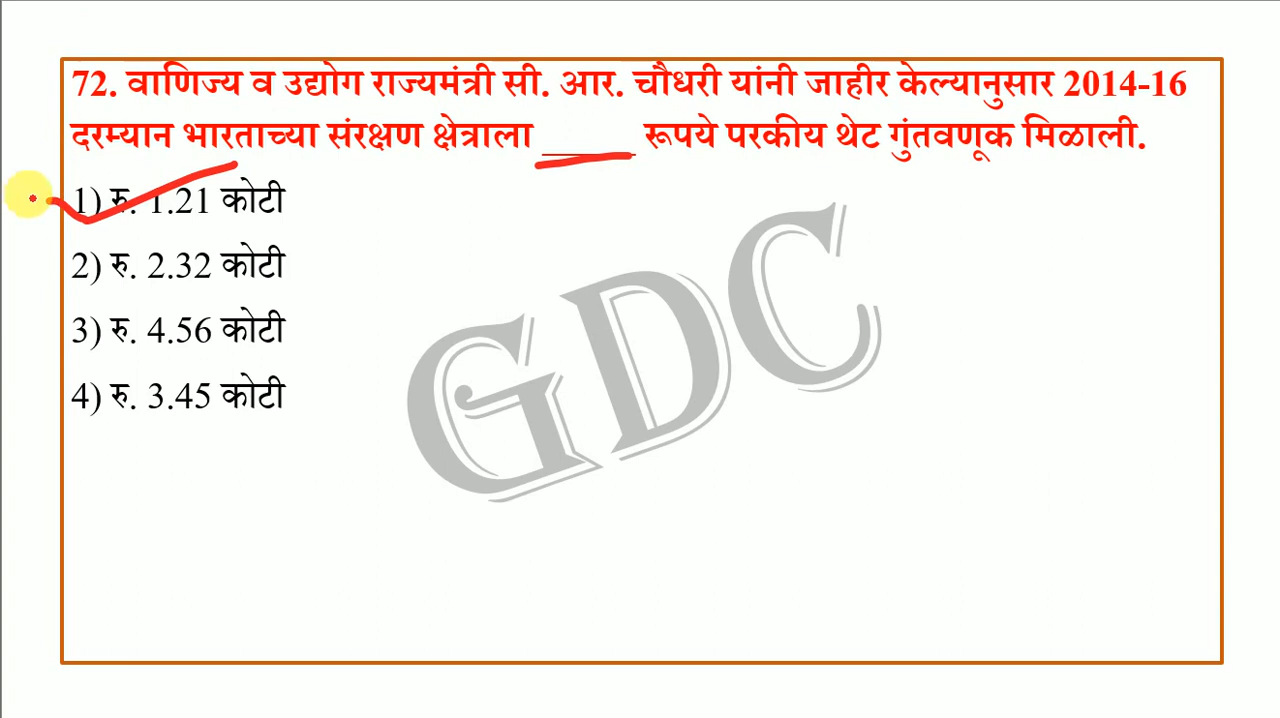 72. वाणिज्य व उद्योग राज्यमंत्री सी. आर. चौधरी यांनी जाहीर केल्यानुसार 2014-16
दरम्यान भारताच्या संरक्षण क्षेत्राला _____ रूपये परकीय थेट गुंतवणूक मिळाली.
1) रु. 1.21 कोटी
2) रु. 2.32 कोटी
3) रु. 4.56 कोटी
4) रु. 3.45 कोटी
GDC